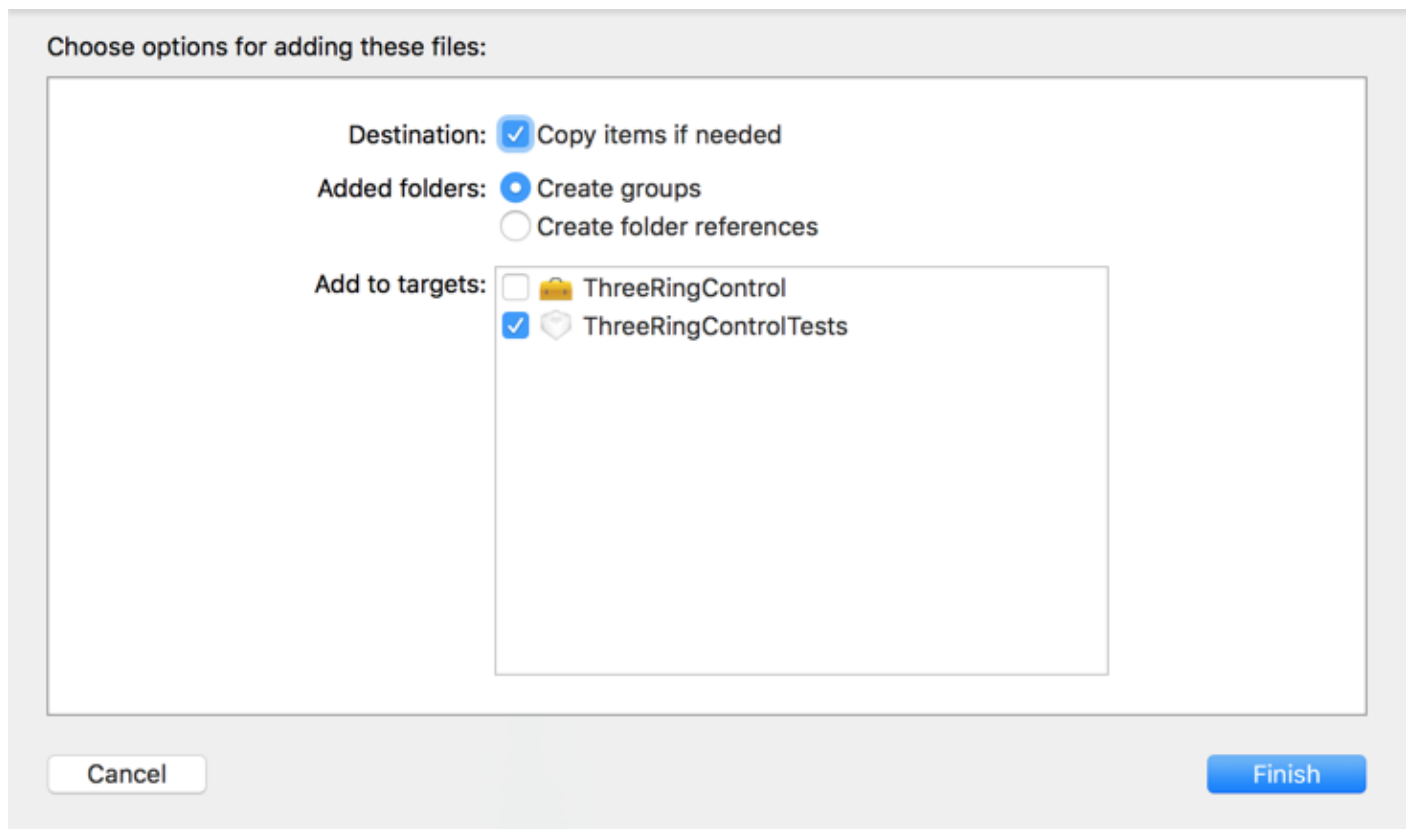 Choose options for adding these files:
Destination: Copy items if needed
Added folders: Create groups
Create folder references
Add to targets: ThreeRingControl
ThreeRingControlTests
Cancel Finish